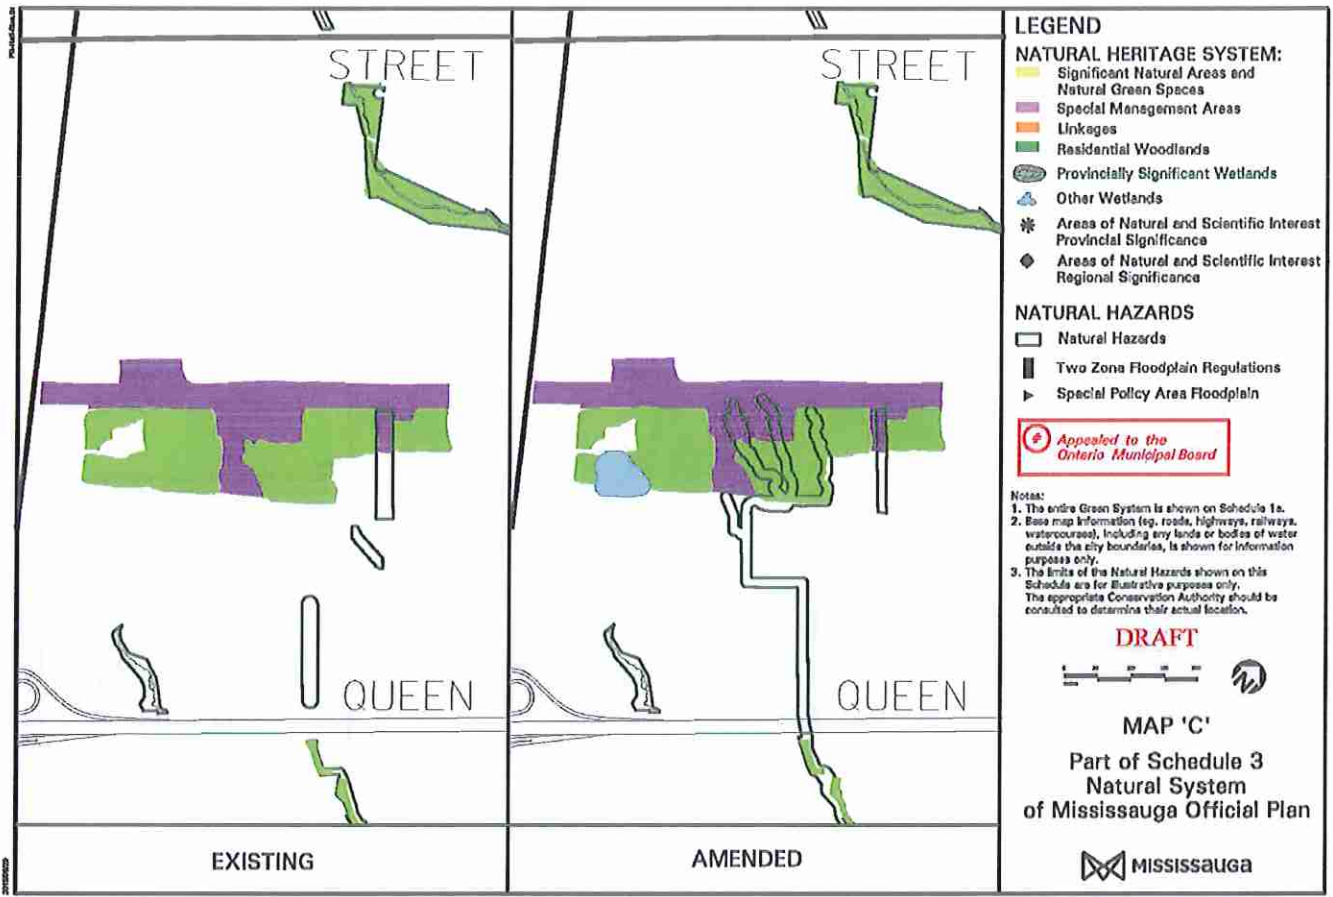 STREET
QUEEN
EXISTING
STREET
QUEEN
AMENDED
LEGEND
NATURAL HERITAGE SYSTEM:
Significant Natural Areas and
Natural Green Spaces
Special Management Areas
Linkages
Residential Woodlands
Provincially Significant Wetlands
Other Wetlands
Areas of Natural and Scientific Interest
Provincial Significance
Areas of Natural and Scientific Interest
Regional Significance
NATURAL HAZARDS
Natural Hazards
Two Zone Floodplain Regulations
Special Policy Area Floodplain
# Appealed to the
Ontario Municipal Board
Notes:
1. The entire Green System is shown on Schedule 1a.
2. Base map information (eg. roads, highways, railways,
watercourses), including any lands or bodies of water
outside the city boundaries, is shown for information
purposes only.
3. The limits of the Natural Hazards shown on this
Schedule are for illustrative purposes only.
The appropriate Conservation Authority should be
consulted to determine their actual location.
DRAFT
MAP 'C'
Part of Schedule 3
Natural System
of Mississauga Official Plan
MISSISSAUGA